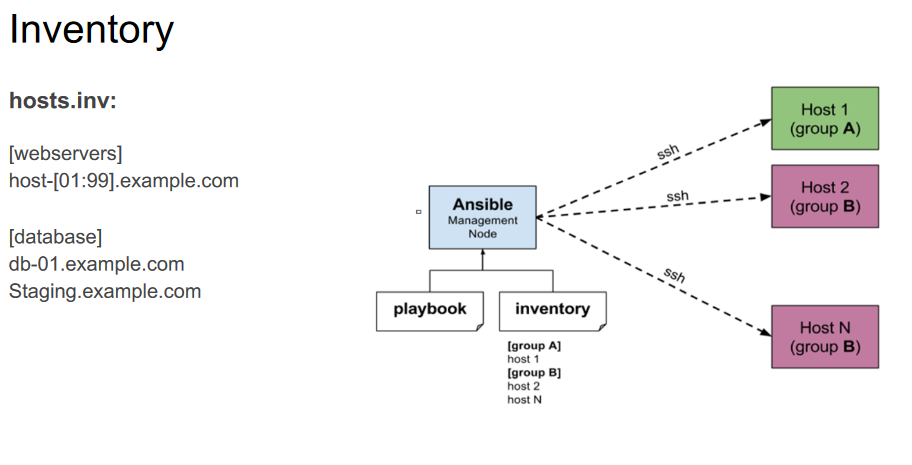 Inventory
hosts.inv:
[webservers]
host-[01:99].example.com
[database]
db-01.example.com
Staging.example.com
Ansible
Management
Node
playbook
inventory
[group A]
host 1
[group B]
host 2
host N
ssh
ssh
ssh
Host 1
(group A)
Host 2
(group B)
Host N
(group B)